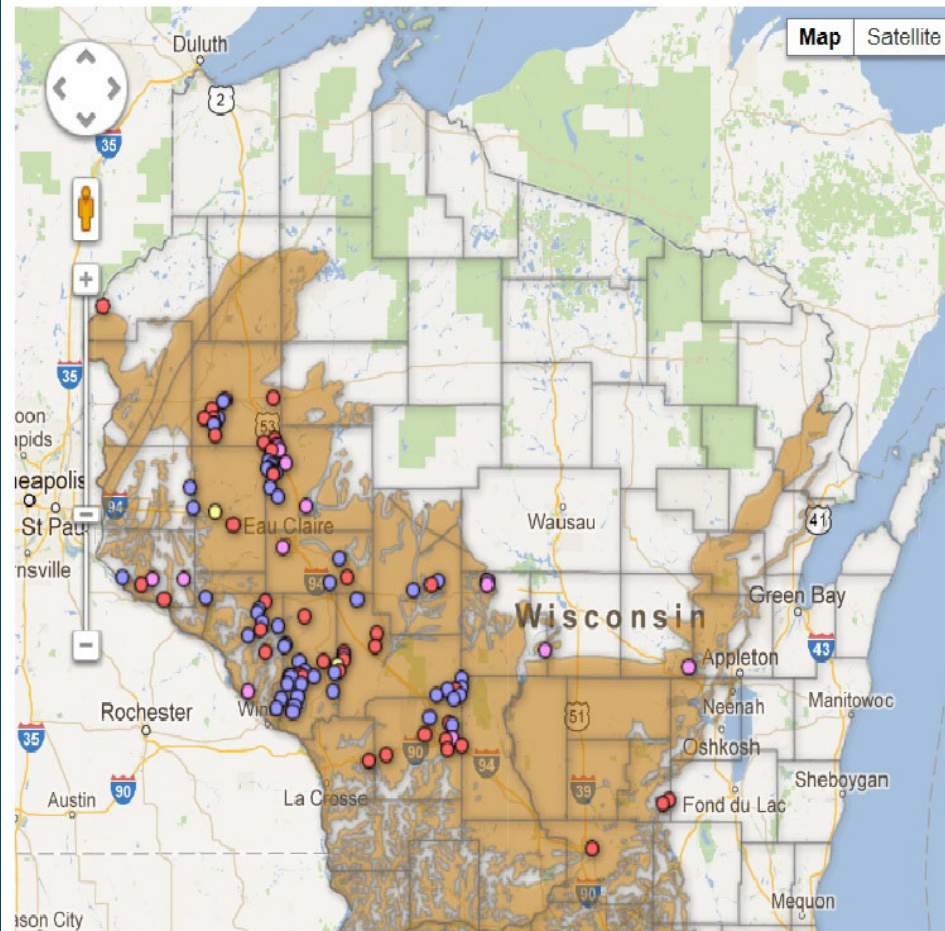 Duluth
Map Satellite
2
35
+
35
oon
apids
53
eapolis
94
St Pau
Eau Claire
Wausau
41
rnsville
94
Wisconsin
Green Bay
43
Appleton
Rochester
Win
51
Neenah
Manitowoc
35
90
Oshkosh
94
90
Austin
La Crosse
39
Sheboygan
Fond du Lac
90
Mequon
ason City